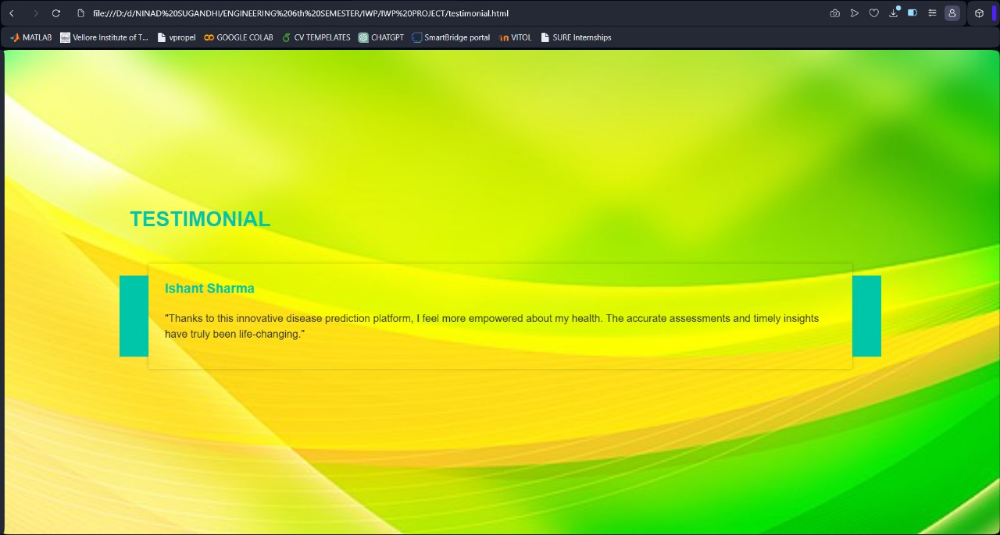 file:///D:/d/NINAD%20SUGANDHI/ENGINEERING%206th%20SEMESTER/IWP/IWP%20PROJECT/testimonial.html
MATLAB Vellore Institute of T... vpropel GOOGLE COLAB CV TEMPLATES CHATGPT SmartBridge portal VITOL SURE Internships
TESTIMONIAL
Ishant Sharma
"Thanks to this innovative disease prediction platform, I feel more empowered about my health. The accurate assessments and timely insights
have truly been life-changing."